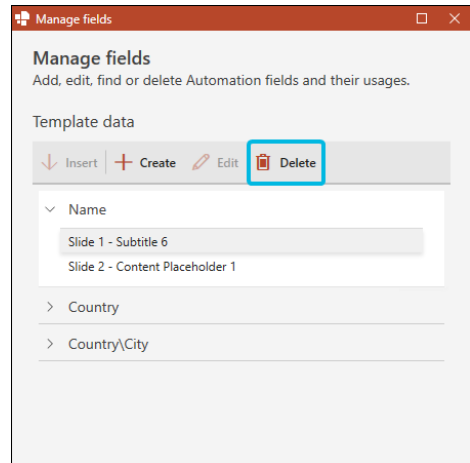 Manage fields
Manage fields
Add, edit, find or delete Automation fields and their usages.
Template data
Insert Create Edit Delete
Name
Slide 1 - Subtitle 6
Slide 2 - Content Placeholder 1
Country
Country\City